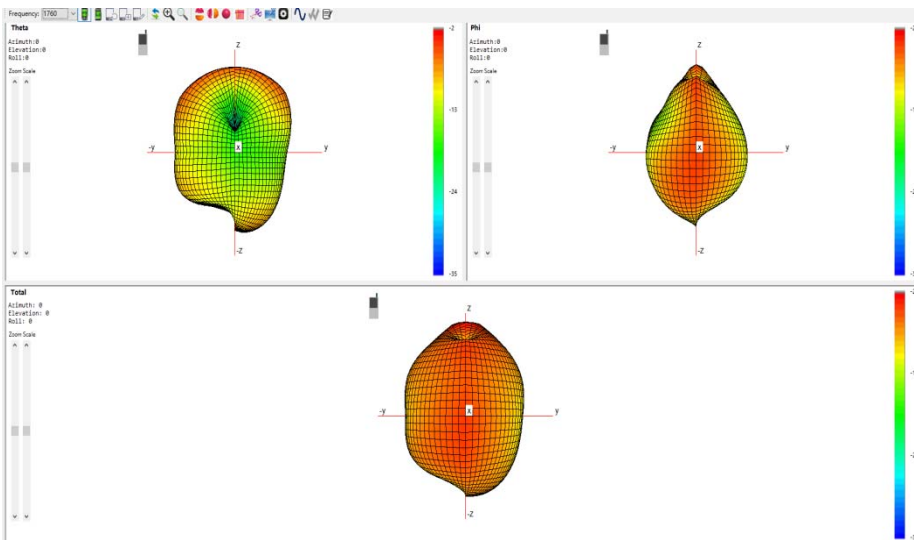 Frequency: 1760
Theta
Azimuth:0
Elevation:0
Roll:0
Zoom Scale
Z
-y
x
y
-Z
-2
-13
-24
-35
Phi
Azimuth:0
Elevation:0
Roll:0
Zoom Scale
Z
-y
x
y
-Z
-2
Total
Azimuth: 0
Elevation: 0
Roll: 0
Zoom Scale
Z
-y
x
y
-Z